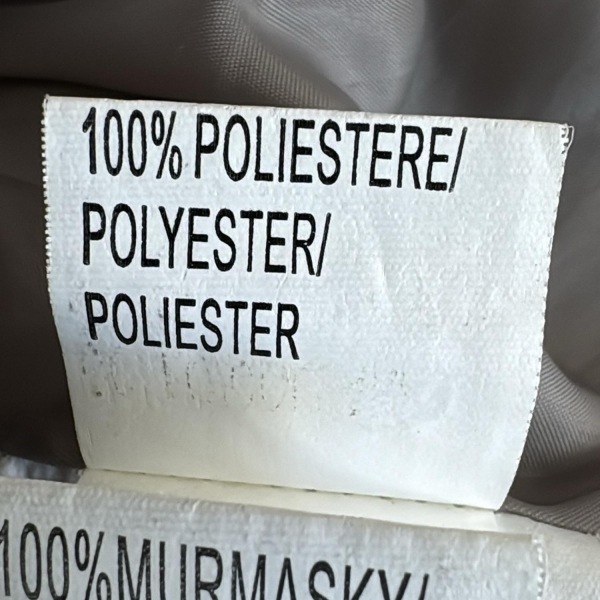 100% POLIESTERE/
POLYESTER/
POLIESTER
100%MURMASKY/